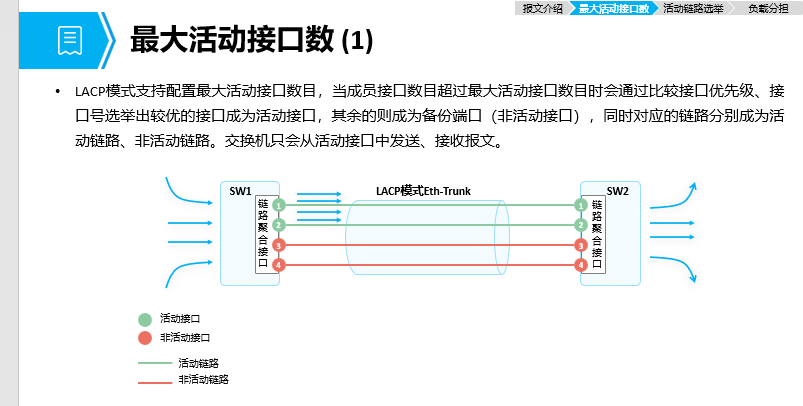 报文介绍 最大活动接口数 活动链路选举 负载分担
最大活动接口数 (1)
• LACP模式支持配置最大活动接口数目，当成员接口数目超过最大活动接口数目时会通过比较接口优先级、接
口号选举出较优的接口成为活动接口，其余的则成为备份端口（非活动接口），同时对应的链路分别成为活
动链路、非活动链路。交换机只会从活动接口中发送、接收报文。
SW1
LACP模式Eth-Trunk
SW2
链路聚合接口
1
2
3
4
1
2
3
4
链路聚合接口
活动接口
非活动接口
活动链路
非活动链路